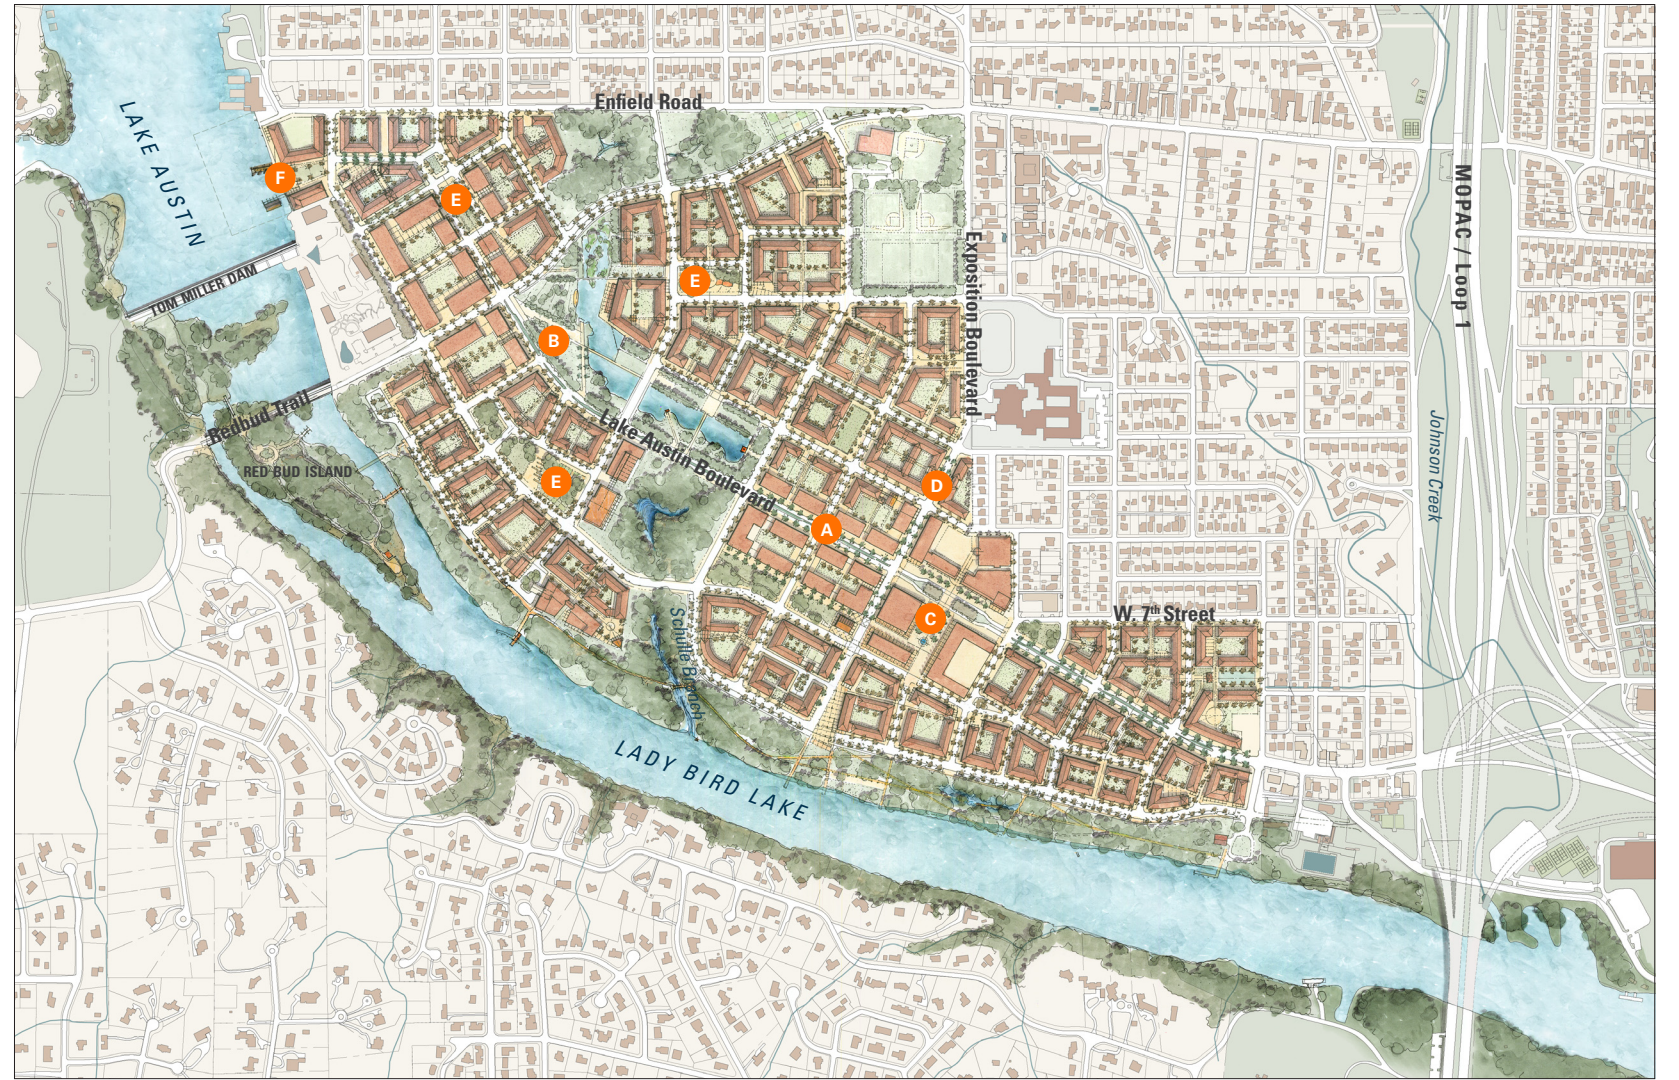 Enfield Road
LAKE AUSTIN
F
E
MOPAC / Loop 1
Exposition Boulevard
E
TOM MILLER DAM
B
Bedbud Trail
Lake Austin Boulevard
Johnson Creek
RED BUD ISLAND
E
D
A
W. 7th Street
C
Schulle Branch
LADY BIRD LAKE